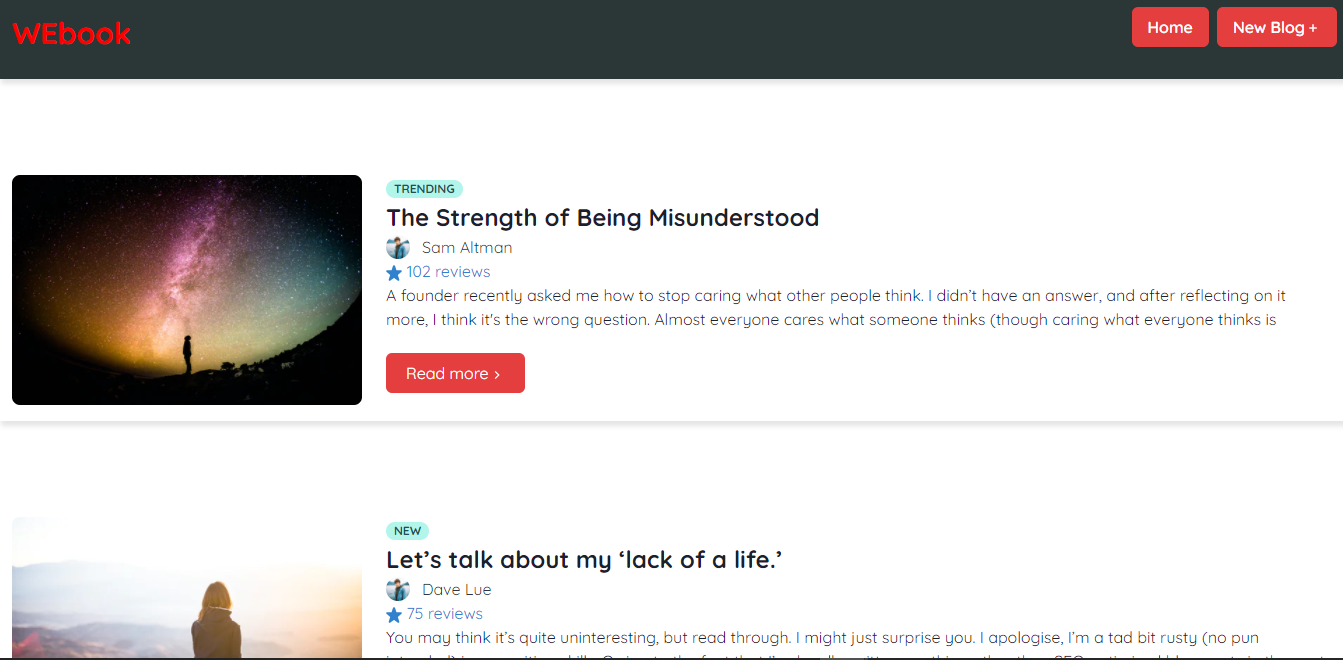 WEbook
Home
New Blog +
TRENDING
The Strength of Being Misunderstood
Sam Altman
102 reviews
A founder recently asked me how to stop caring what other people think. I didn’t have an answer, and after reflecting on it
more, I think it's the wrong question. Almost everyone cares what someone thinks (though caring what everyone thinks is
Read more ›
NEW
Let’s talk about my ‘lack of a life.’
Dave Lue
75 reviews
You may think it’s quite uninteresting, but read through. I might just surprise you. I apologise, I’m a tad bit rusty (no pun